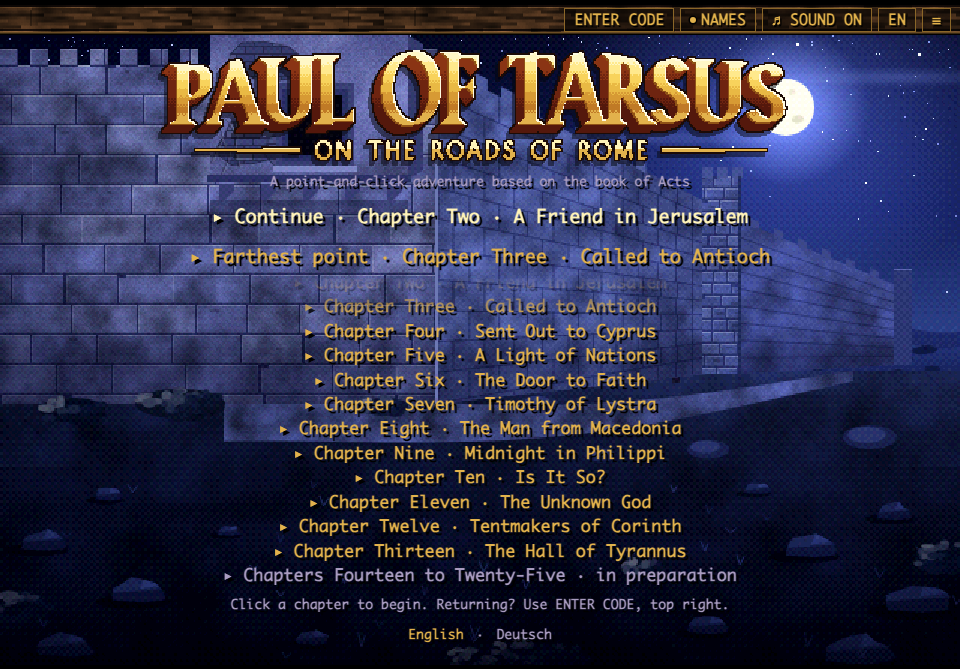 ENTER CODE
• NAMES
♬ SOUND ON
EN
≡
PAUL OF TARSUS
ON THE ROADS OF ROME
A point-and-click adventure based on the book of Acts
▸ Continue · Chapter Two · A Friend in Jerusalem
▸ Farthest point · Chapter Three · Called to Antioch
▸ Chapter Two · A Friend in Jerusalem
▸ Chapter Three · Called to Antioch
▸ Chapter Four · Sent Out to Cyprus
▸ Chapter Five · A Light of Nations
▸ Chapter Six · The Door to Faith
▸ Chapter Seven · Timothy of Lystra
▸ Chapter Eight · The Man from Macedonia
▸ Chapter Nine · Midnight in Philippi
▸ Chapter Ten · Is It So?
▸ Chapter Eleven · The Unknown God
▸ Chapter Twelve · Tentmakers of Corinth
▸ Chapter Thirteen · The Hall of Tyrannus
▸ Chapters Fourteen to Twenty-Five · in preparation
Click a chapter to begin. Returning? Use ENTER CODE, top right.
English · Deutsch